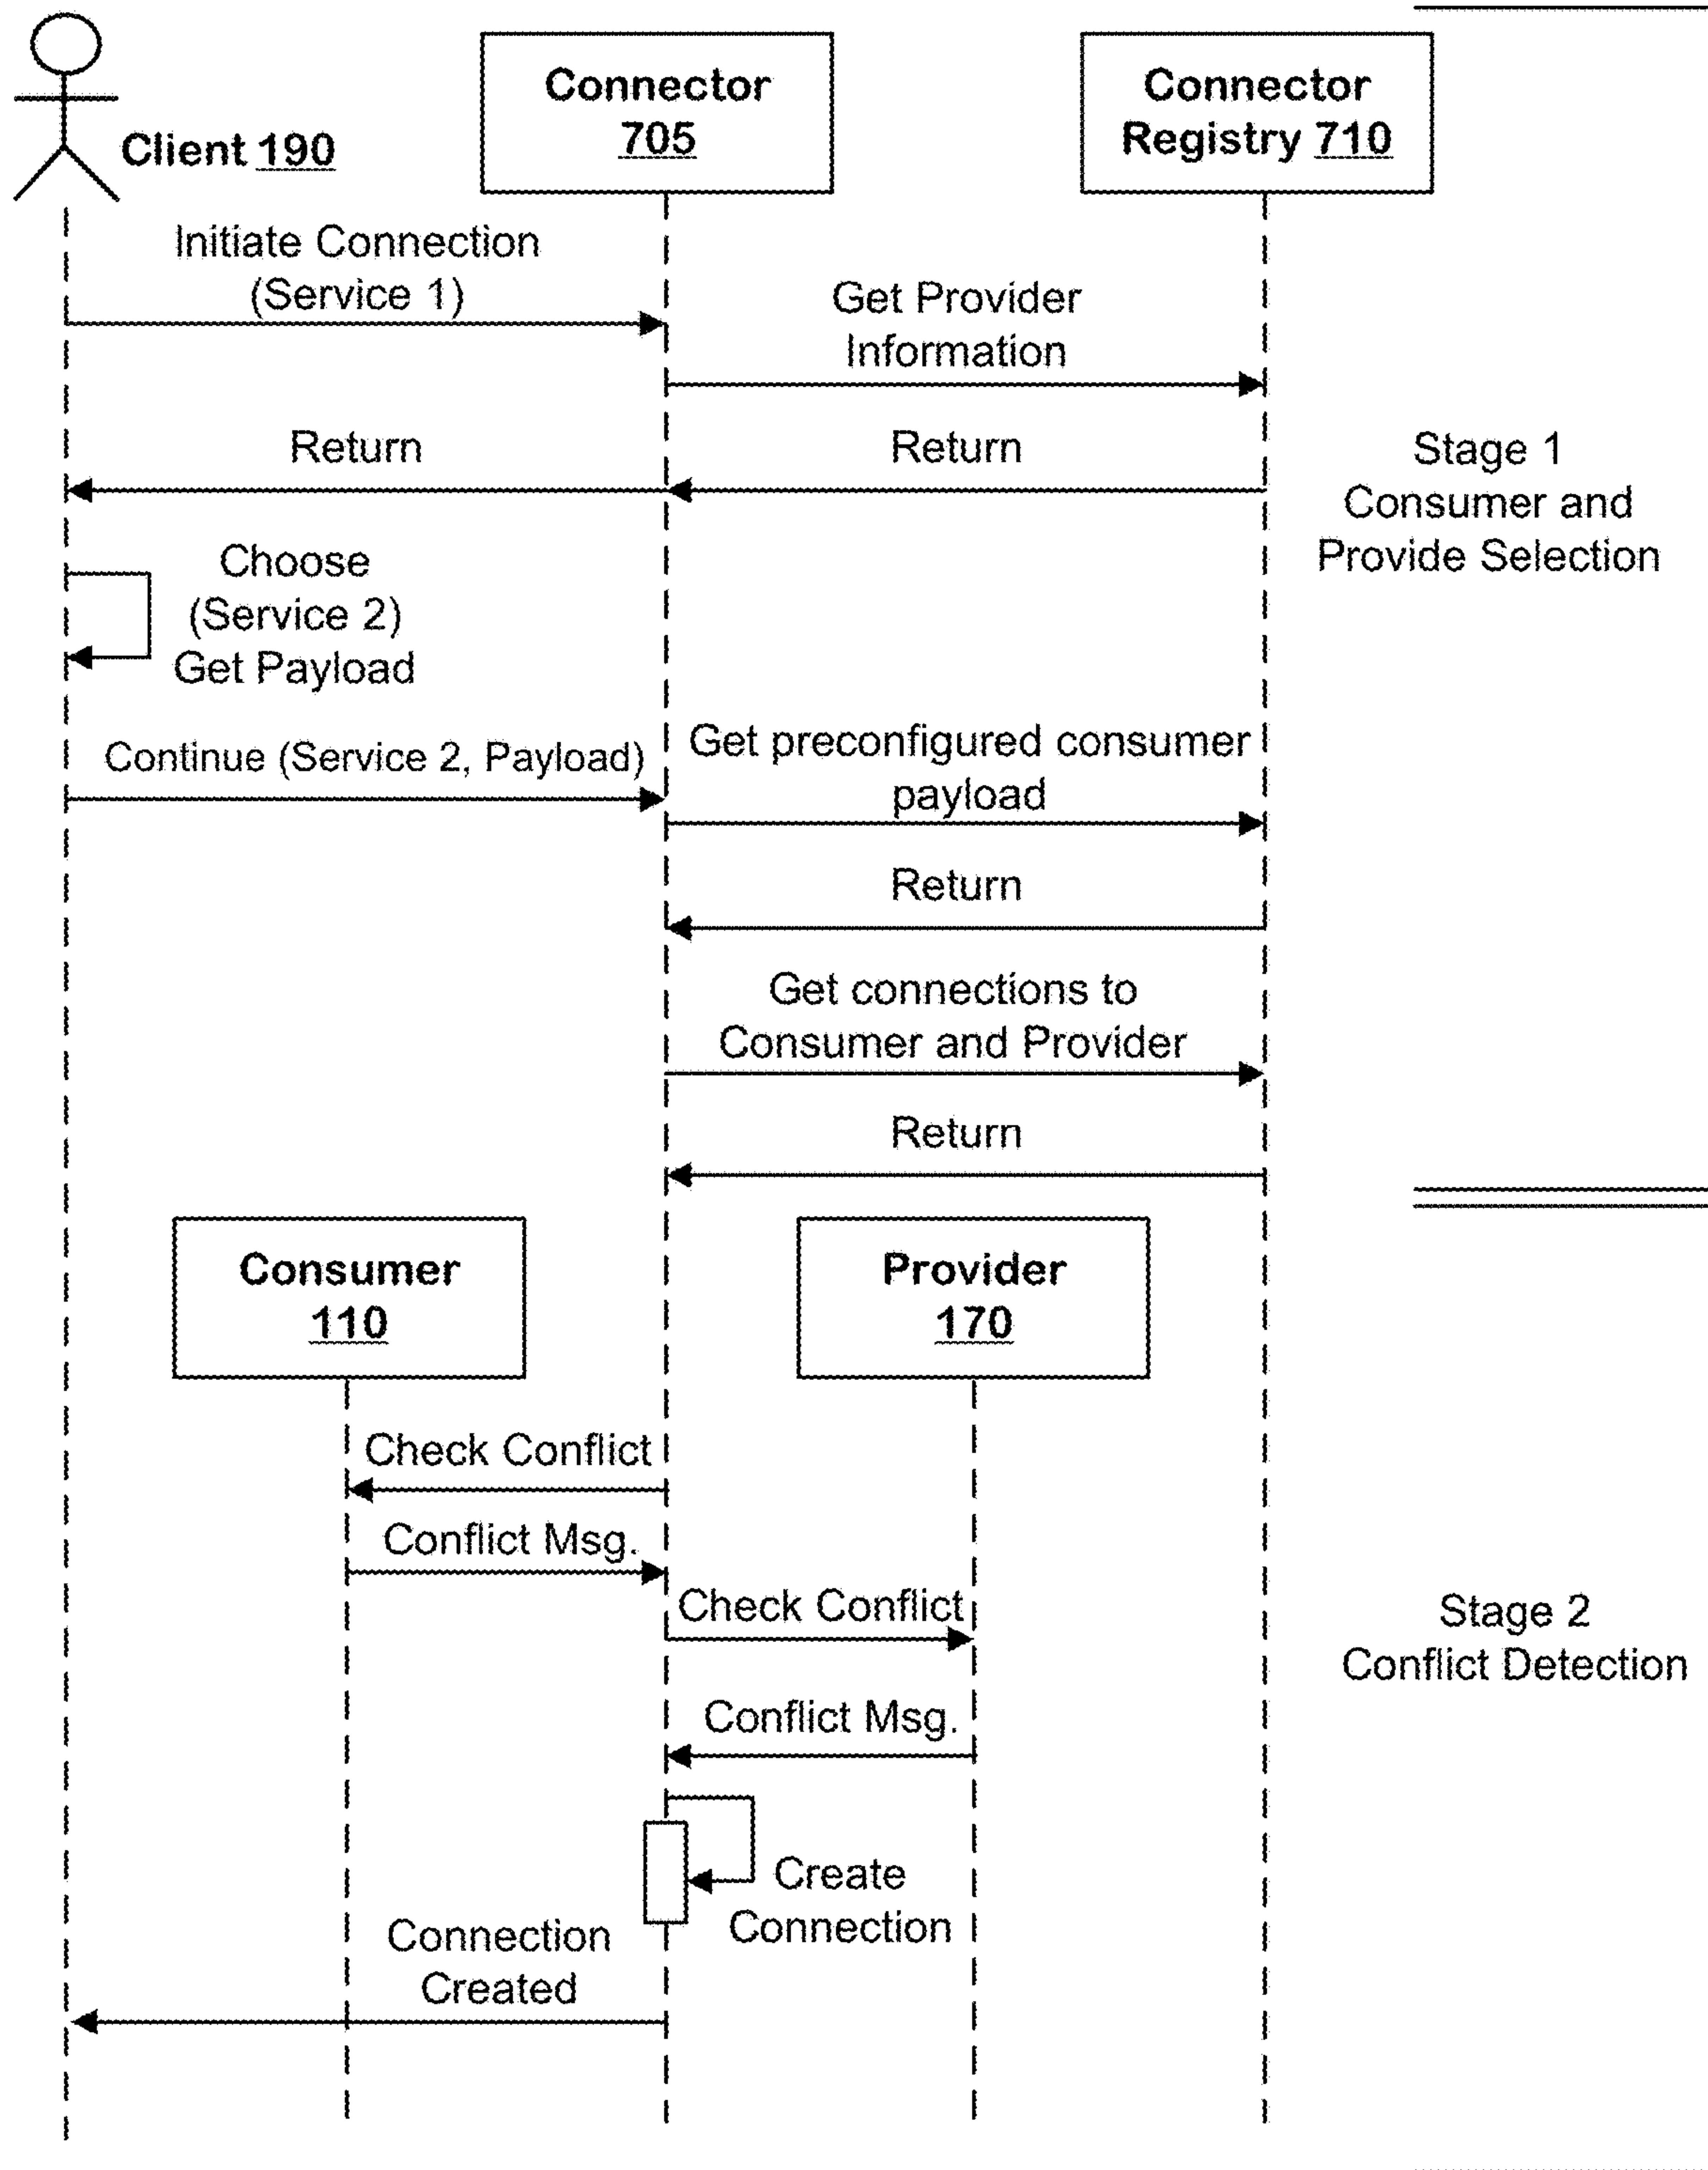 Client 190
Connector
705
Connector
Registry 710
Initiate Connection
(Service 1)
Get Provider
Information
Return
Return
Stage 1
Consumer and
Provide Selection
Choose
(Service 2)
Get Payload
Continue (Service 2, Payload)
Get preconfigured consumer
payload
Return
Get connections to
Consumer and Provider
Return
Consumer
110
Provider
170
Check Conflict
Conflict Msg.
Check Conflict
Stage 2
Conflict Detection
Conflict Msg.
Create
Connection
Connection
Created